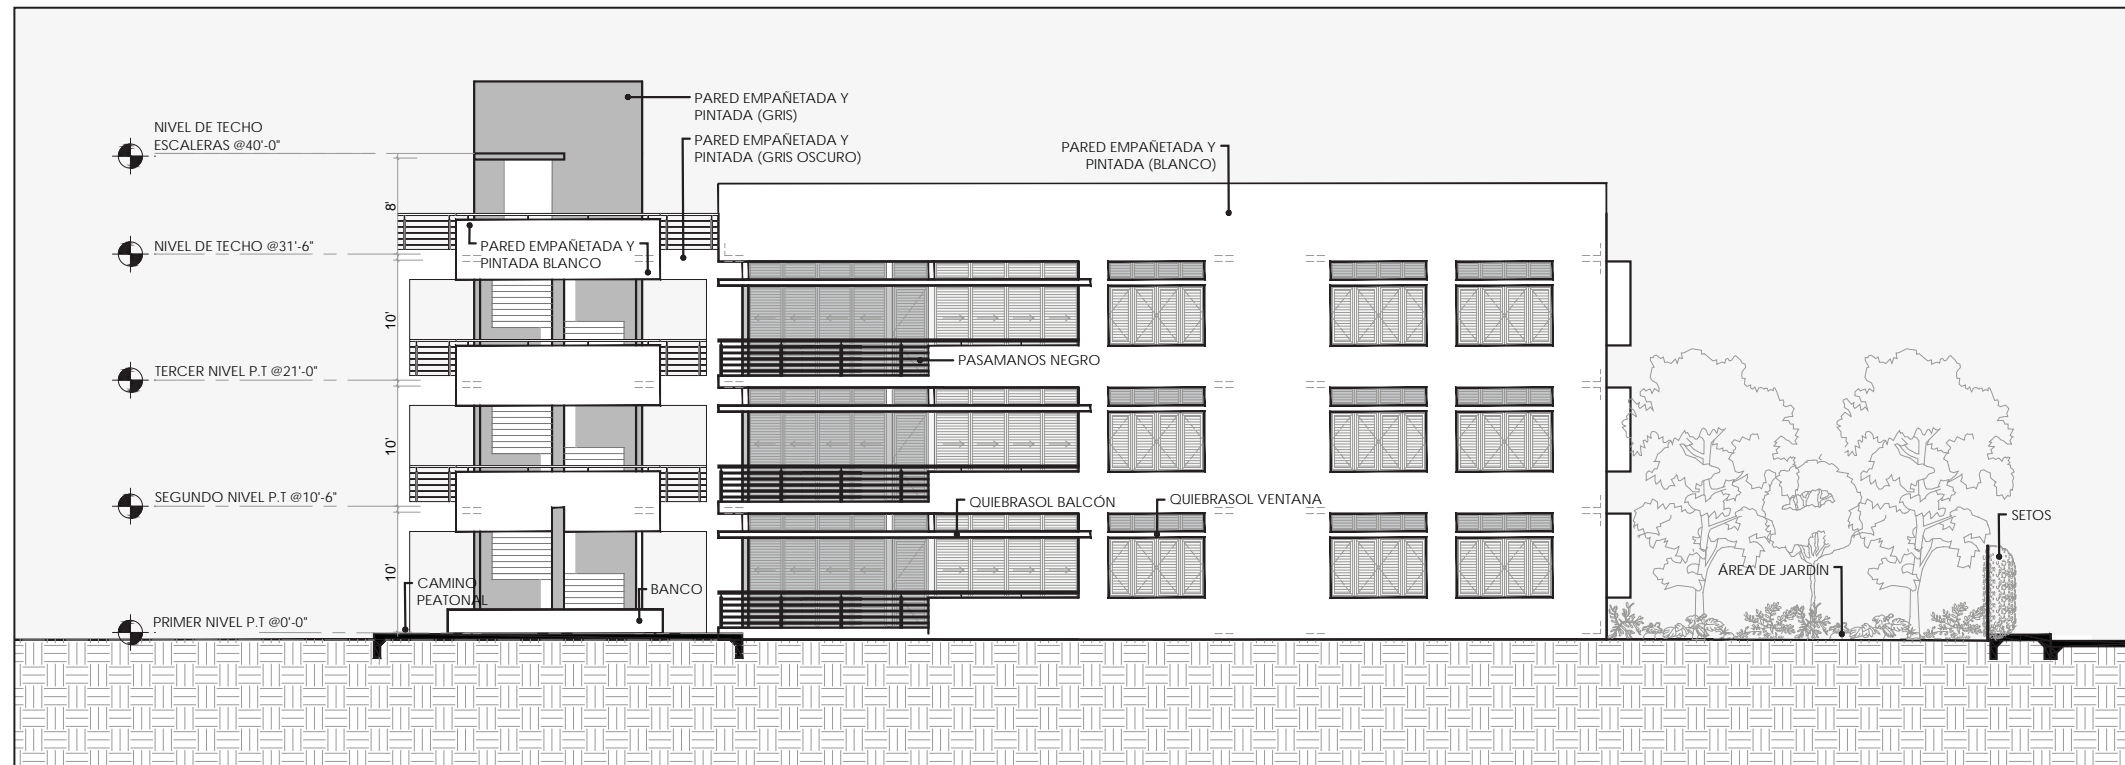 PARED EMPAÑETADA Y
PINTADA (GRIS)
NIVEL DE TECHO
ESCALERAS @40'-0"
PARED EMPAÑETADA Y
PINTADA (GRIS OSCURO)
PARED EMPAÑETADA Y
PINTADA (BLANCO)
8'
NIVEL DE TECHO @31'-6"
PARED EMPAÑETADA Y
PINTADA BLANCO
10'
PASAMANOS NEGRO
TERCER NIVEL P.T @21'-0"
10'
SEGUNDO NIVEL P.T @10'-6"
QUIEBRASOL BALCÓN
QUIEBRASOL VENTANA
SETOS
10'
CAMINO
PEATONAL
BANCO
ÁREA DE JARDÍN
PRIMER NIVEL P.T @0'-0"